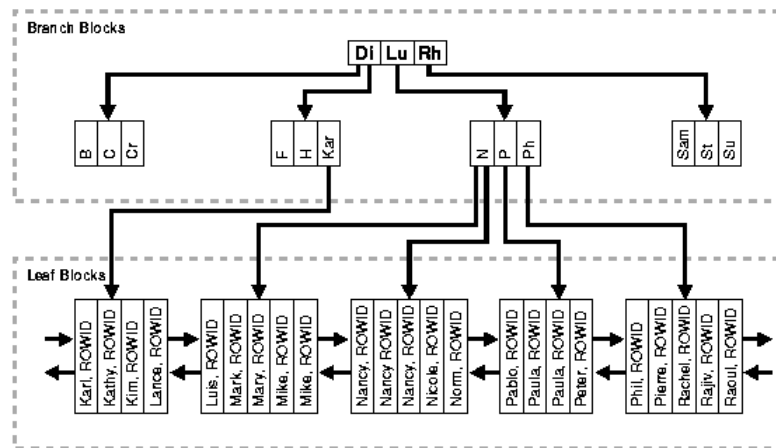 Branch Blocks
Di Lu Rh
B
C
Cr
F
H
Kar
N
P
Ph
Sam
St
Su
Leaf Blocks
Karl, ROWID
Kathy, ROWID
Kim, ROWID
Lance, ROWID
Luis, ROWID
Mark, ROWID
Mary, ROWID
Mike, ROWID
Mike, ROWID
Nancy, ROWID
Nancy ROWID
Nancy, ROWID
Nicole, ROWID
Norm, ROWID
Pablo, ROWID
Paula, ROWID
Paula, ROWID
Peter, ROWID
Phil, ROWID
Pierre, ROWID
Rachel, ROWID
Rajiv, ROWID
Raoul, ROWID